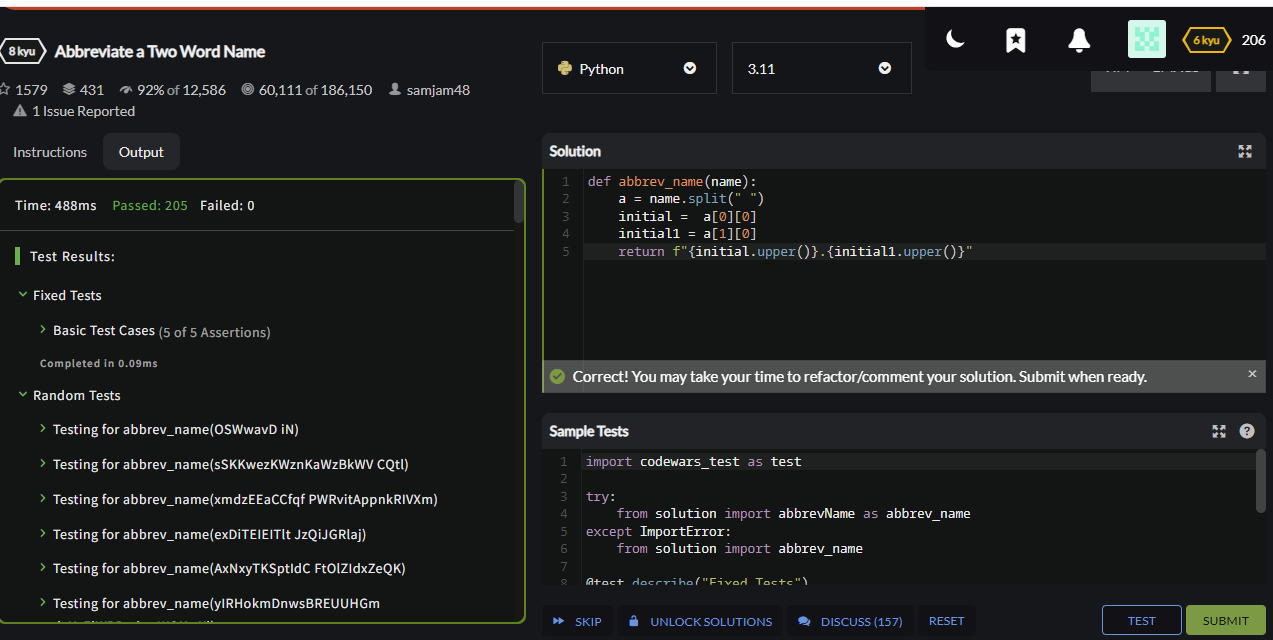 8 kyu Abbreviate a Two Word Name
1579 431 92% of 12,586 60,111 of 186,150 samjam48
1 Issue Reported
Python
3.11
6 kyu 206
Instructions Output
Time: 488ms Passed: 205 Failed: 0
Test Results:
Fixed Tests
Basic Test Cases (5 of 5 Assertions)
Completed in 0.09ms
Random Tests
Testing for abbrev_name(OSWwavD iN)
Testing for abbrev_name(sSKKwezKWznKaWzBkWV CQtl)
Testing for abbrev_name(xmdzEEaCCfqf PWRvitAppnkRIVXm)
Testing for abbrev_name(exDiTEIEITlt JzQiJGRlaj)
Testing for abbrev_name(AxNxyTKSptIdC FtOlZIdxZeQK)
Testing for abbrev_name(yIRHokmDnwsBREUUHGm
Solution
1 def abbrev_name(name):
2 a = name.split(" ")
3 initial =  a[0][0]
4 initial1 = a[1][0]
5 return f"{initial.upper()}.{initial1.upper()}"
Correct! You may take your time to refactor/comment your solution. Submit when ready.
Sample Tests
1 import codewars_test as test
2
3 try:
4 from solution import abbrevName as abbrev_name
5 except ImportError:
6 from solution import abbrev_name
7
8 @test.describe("Fixed Tests")
SKIP UNLOCK SOLUTIONS DISCUSS (157) RESET TEST SUBMIT